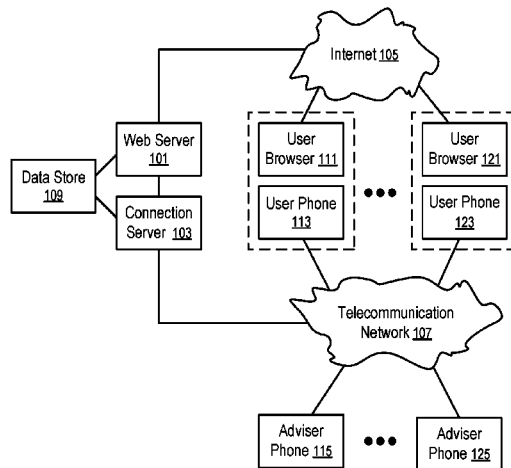 Internet 105
Web Server
101
User
Browser 111
User
Browser 121
Data Store
109
Connection
Server 103
User Phone
113
User Phone
123
Telecommunication
Network 107
Adviser
Phone 115
Adviser
Phone 125